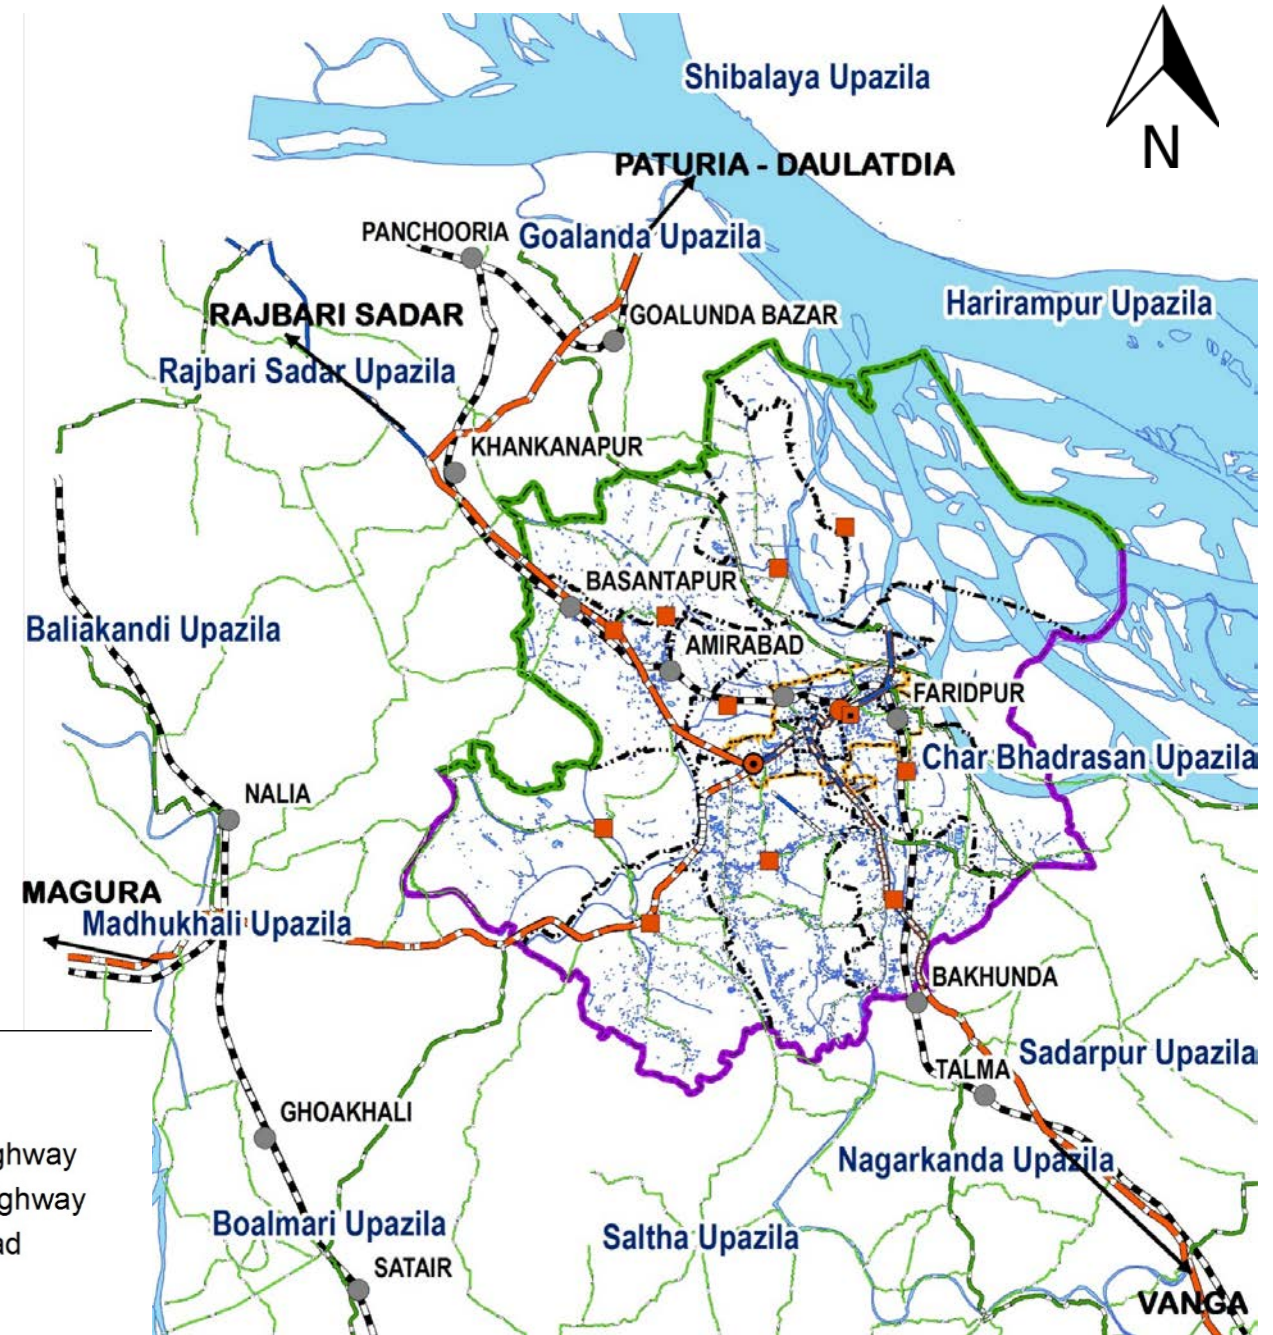 Shibalaya Upazila
N
PATURIA - DAULATDIA
PANCHOORIA
Goalanda Upazila
Harirampur Upazila
RAJBARI SADAR
GOALUNDA BAZAR
Rajbari Sadar Upazila
KHANKANAPUR
BASANTAPUR
Baliakandi Upazila
AMIRABAD
FARIDPUR
Char Bhadrasan Upazila
NALIA
MAGURA
Madhukhali Upazila
BAKHUNDA
Sadarpur Upazila
TALMA
GHOAKHALI
ghway
Nagarkanda Upazila
ghway
Boalmari Upazila
Saltha Upazila
ad
SATAIR
VANGA